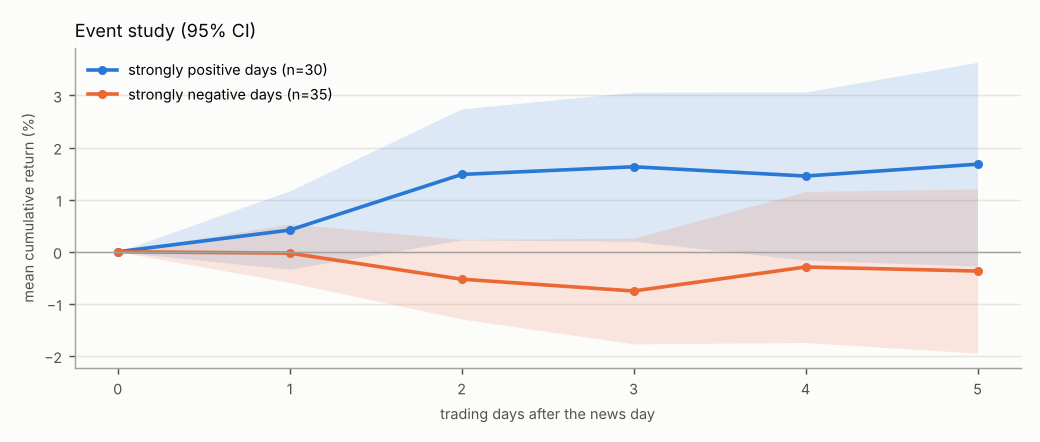 Event study (95% CI)
strongly positive days (n=30)
strongly negative days (n=35)
mean cumulative return (%)
3
2
1
0
−1
−2
0 1 2 3 4 5
trading days after the news day